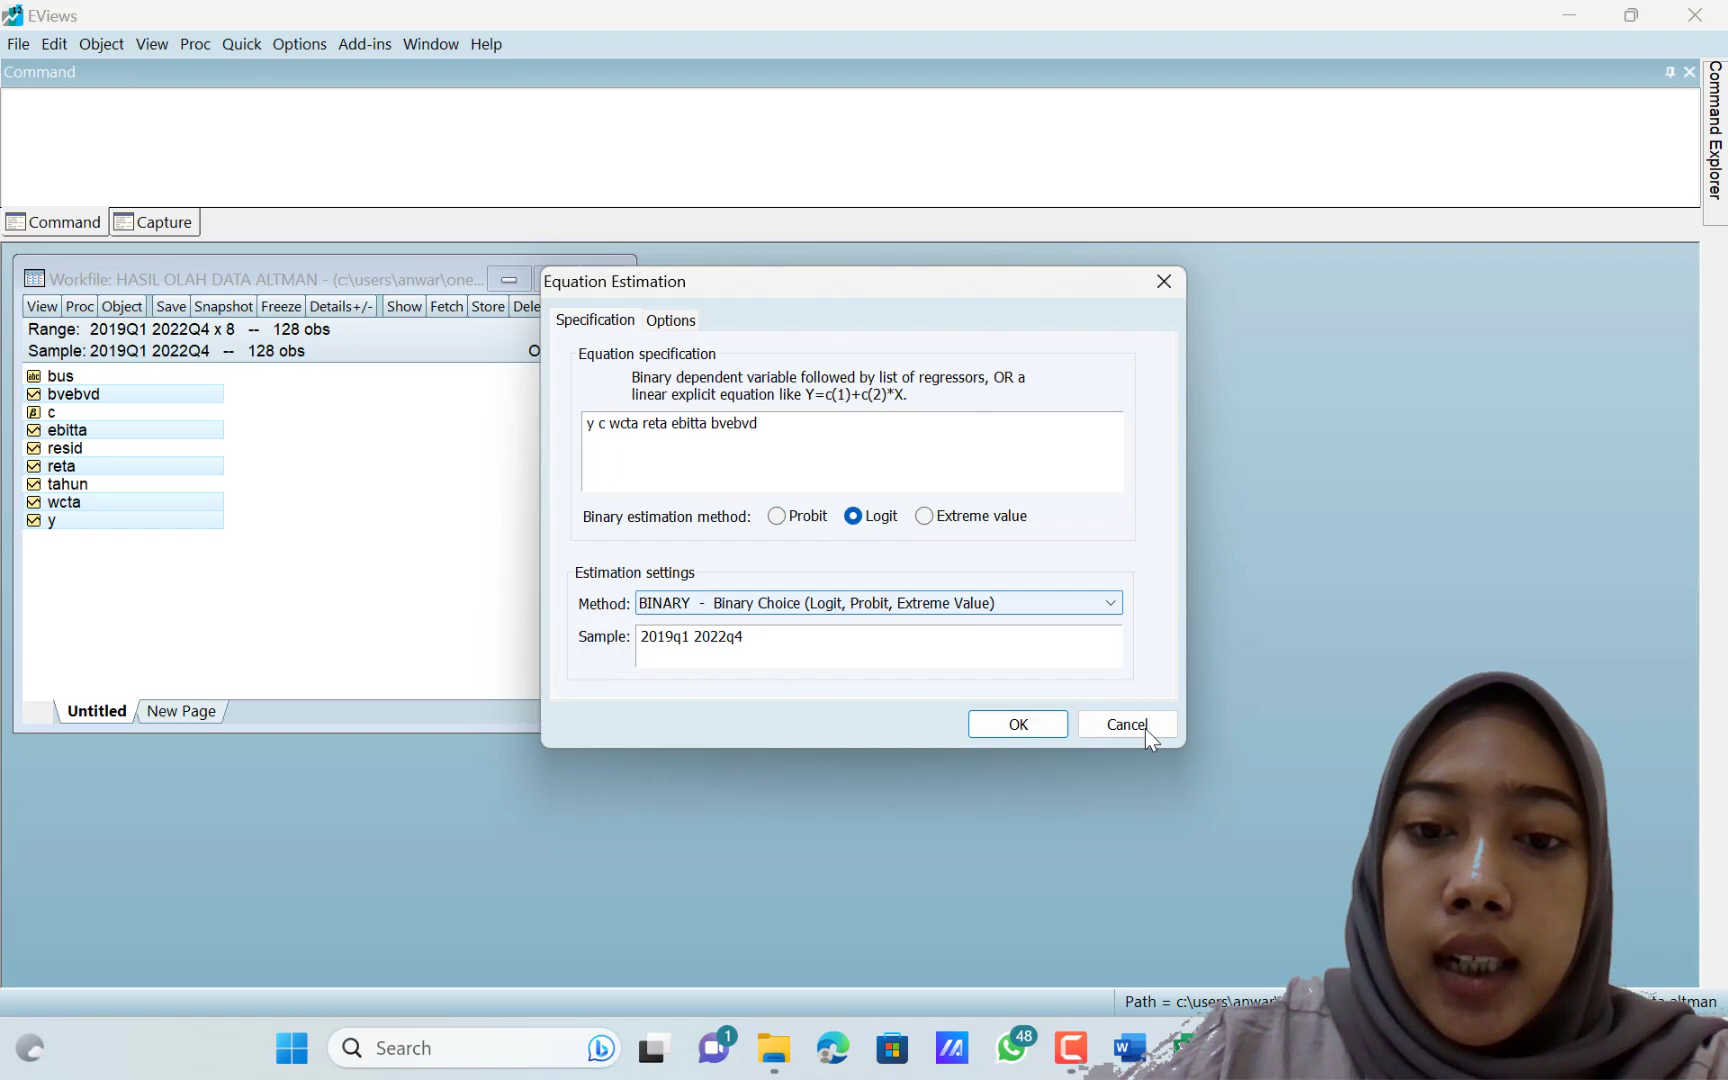 EViews
File Edit Object View Proc Quick Options Add-ins Window Help
Command
Command Explorer
Command Capture
Workfile: HASIL OLAH DATA ALTMAN - (c:\users\anwar\one...
View Proc Object Save Snapshot Freeze Details+/- Show Fetch Store Dele
Range: 2019Q1 2022Q4 x 8 -- 128 obs
Sample: 2019Q1 2022Q4 -- 128 obs O
bus
bvebvd
c
ebitta
resid
reta
tahun
wcta
y
Untitled New Page
Equation Estimation
Specification Options
Equation specification
Binary dependent variable followed by list of regressors, OR a
linear explicit equation like Y=c(1)+c(2)*X.
y c wcta reta ebitta bvebvd
Binary estimation method: Probit Logit Extreme value
Estimation settings
Method: BINARY - Binary Choice (Logit, Probit, Extreme Value)
Sample: 2019q1 2022q4
OK Cancel
Path = c:\users\anwar altman
Search
1
48